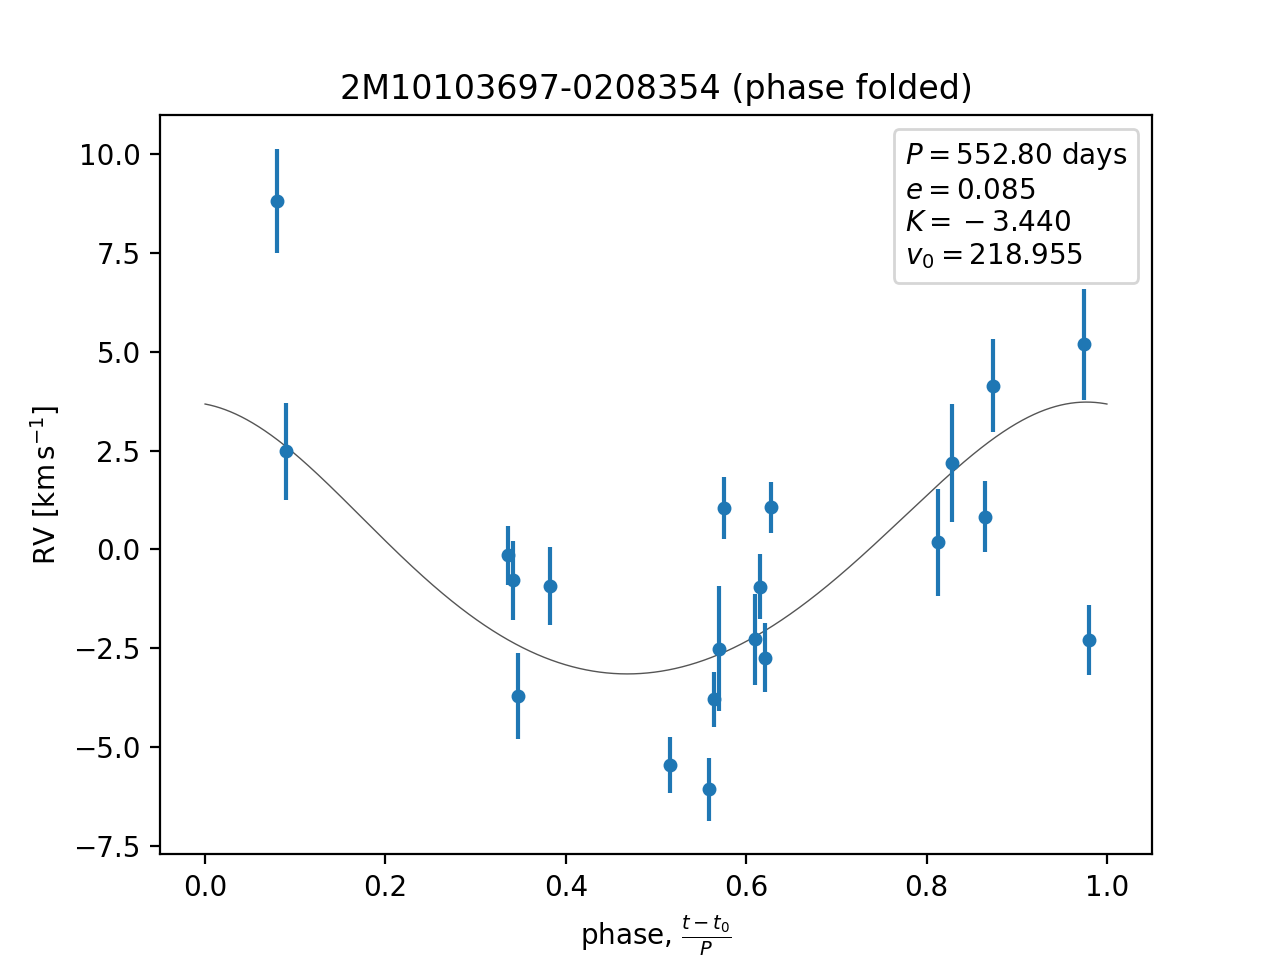 2M10103697-0208354 (phase folded)
P = 552.80 days
e = 0.085
K = −3.440
v₀ = 218.955
10.0
7.5
5.0
2.5
0.0
−2.5
−5.0
−7.5
RV [km s⁻¹]
0.0 0.2 0.4 0.6 0.8 1.0
phase, (t − t₀)/P